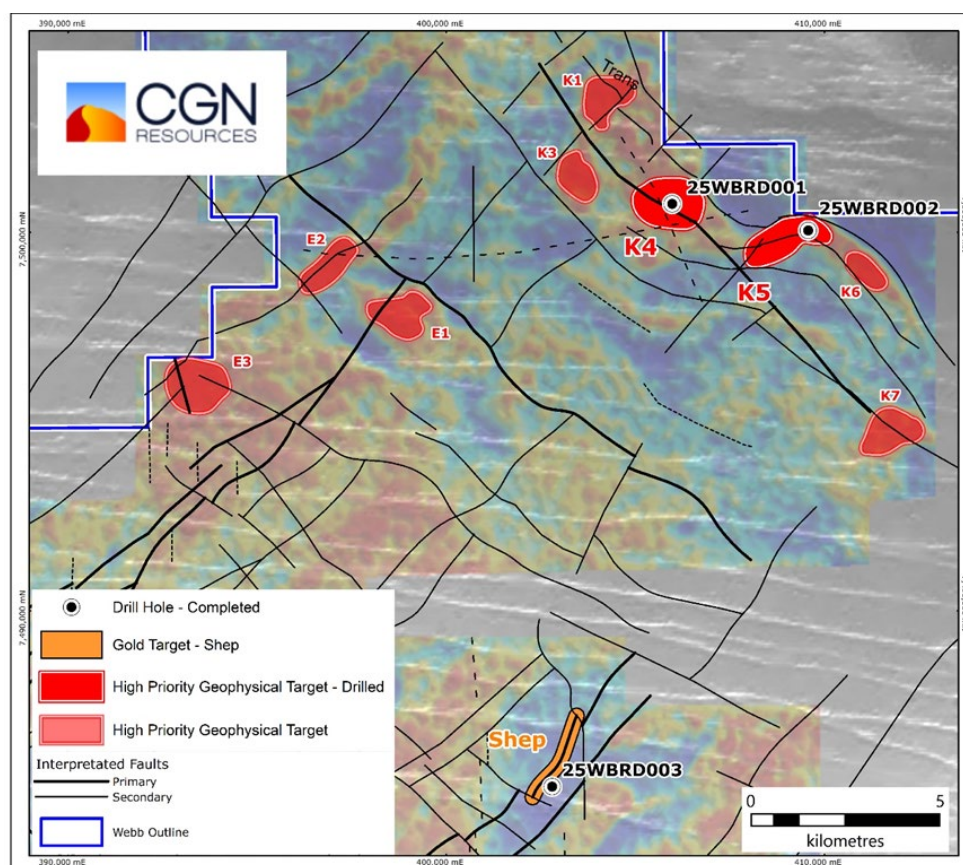 390,000 mE
400,000 mE
410,000 mE
CGN
RESOURCES
K1
Trans
K3
25WBRD001
25WBRD002
K4
7,500,000 mN
E2
K5
K6
E1
E3
K7
7,490,000 mN
Drill Hole - Completed
Gold Target - Shep
High Priority Geophysical Target - Drilled
High Priority Geophysical Target
Interpretated Faults
Primary
Secondary
Webb Outline
Shep
25WBRD003
0 5
kilometres
390,000 mE
400,000 mE
410,000 mE